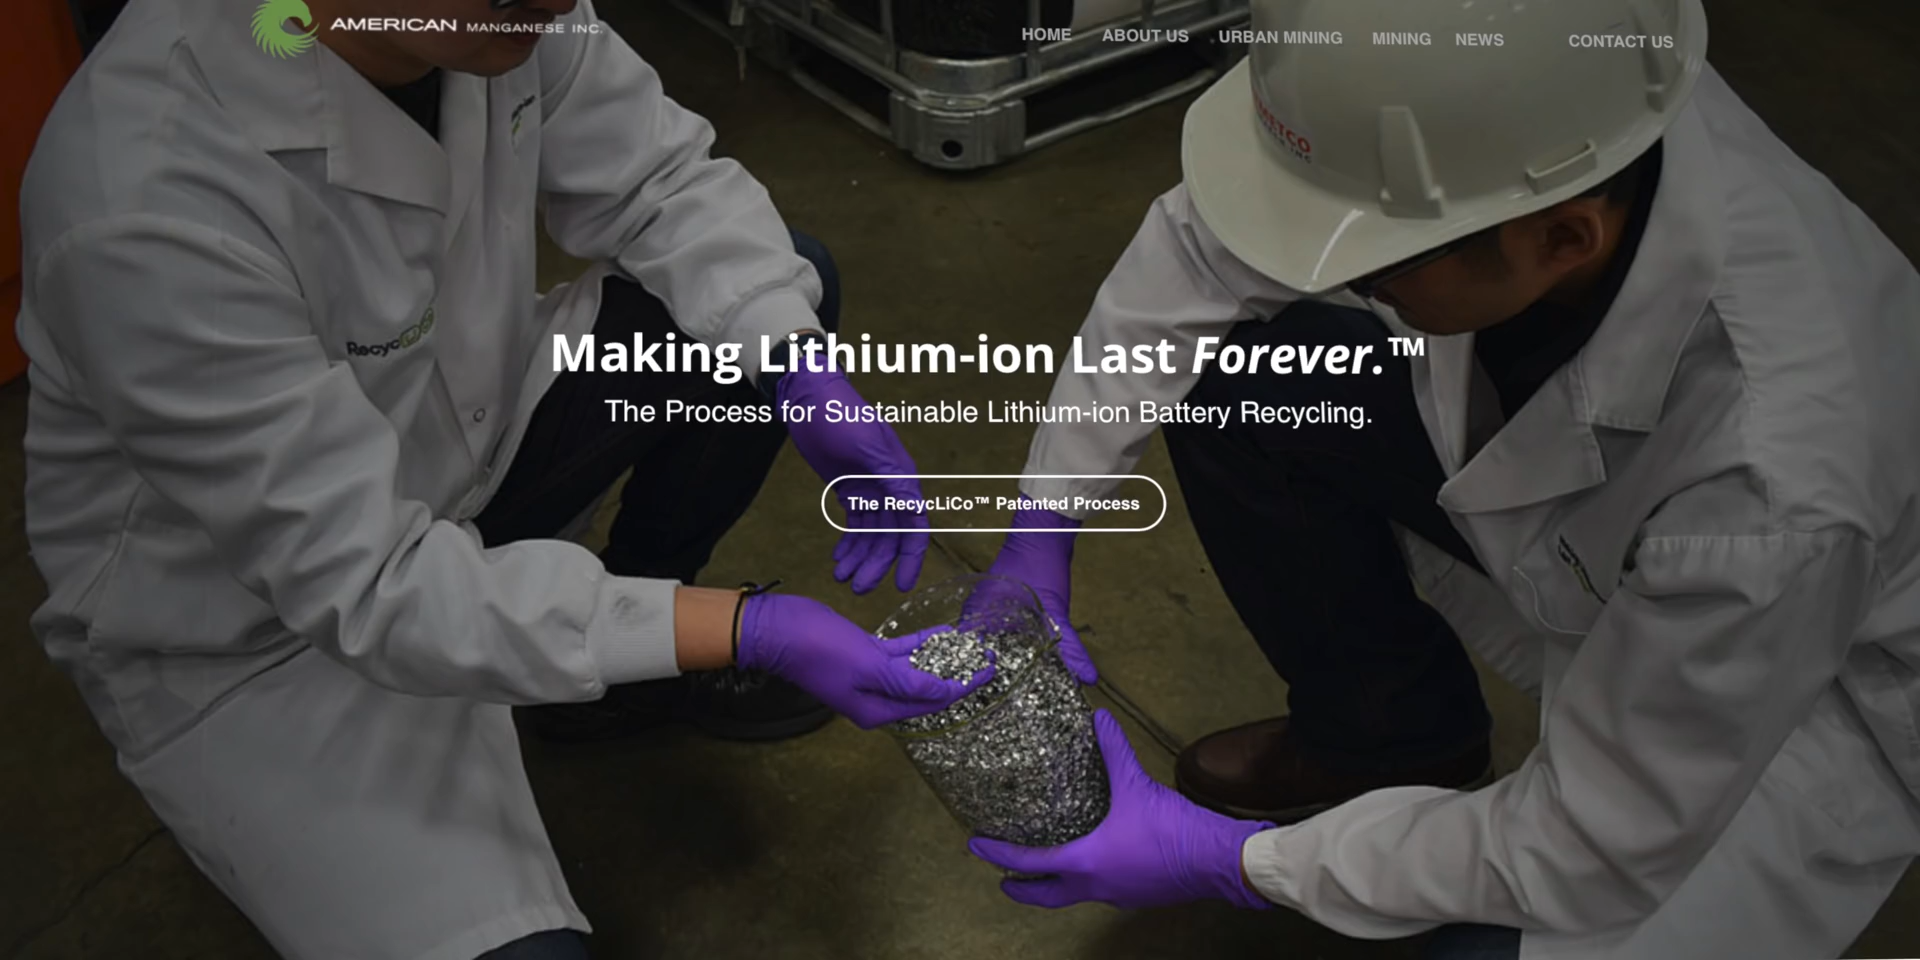 AMERICAN MANGANESE INC.
HOME ABOUT US URBAN MINING MINING NEWS CONTACT US
Making Lithium-ion Last Forever.™
The Process for Sustainable Lithium-ion Battery Recycling.
The RecycLiCo™ Patented Process